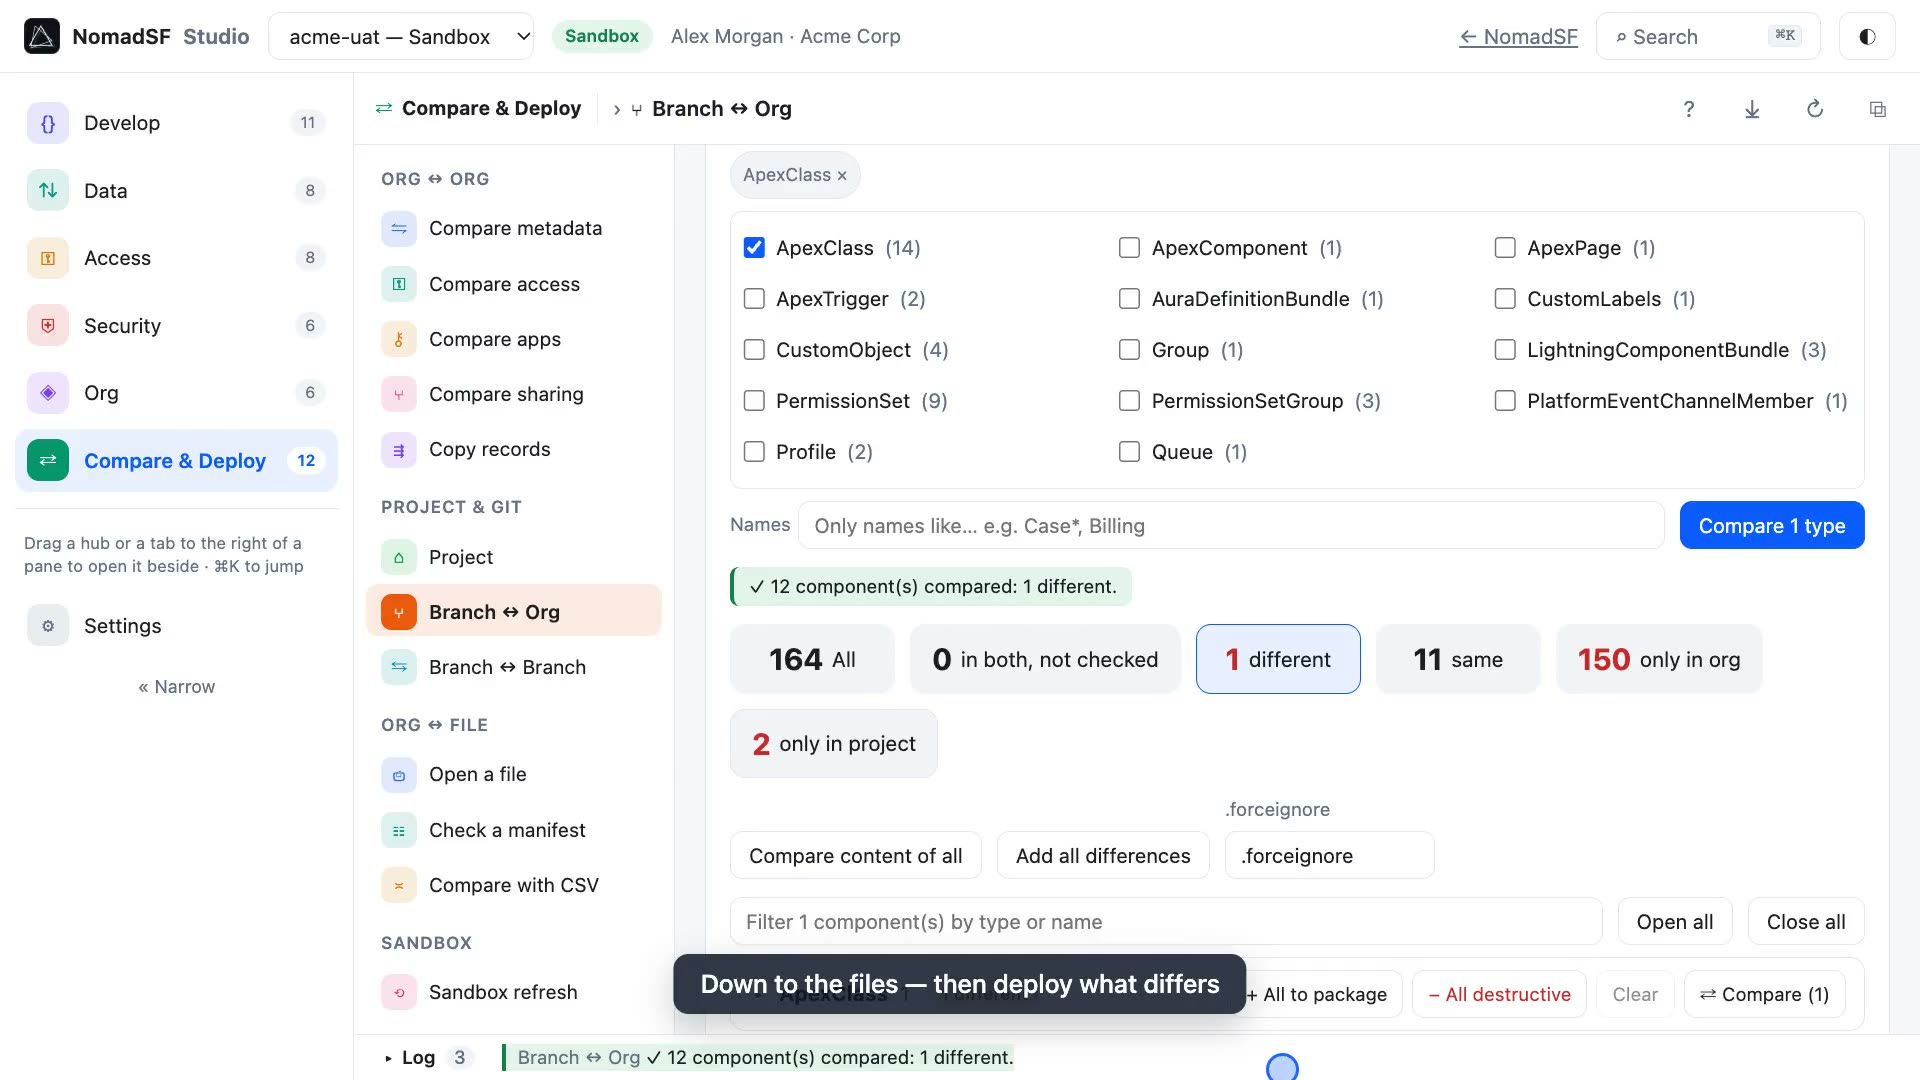 NomadSF Studio
acme-uat — Sandbox
Sandbox
Alex Morgan · Acme Corp
← NomadSF
Search
⌘K
Develop 11
Data 8
Access 8
Security 6
Org 6
Compare & Deploy 12
Drag a hub or a tab to the right of a
pane to open it beside · ⌘K to jump
Settings
« Narrow
Compare & Deploy › Branch ↔ Org
?
ORG ↔ ORG
Compare metadata
Compare access
Compare apps
Compare sharing
Copy records
PROJECT & GIT
Project
Branch ↔ Org
Branch ↔ Branch
ORG ↔ FILE
Open a file
Check a manifest
Compare with CSV
SANDBOX
Sandbox refresh
ApexClass ×
ApexClass (14)
ApexComponent (1)
ApexPage (1)
ApexTrigger (2)
AuraDefinitionBundle (1)
CustomLabels (1)
CustomObject (4)
Group (1)
LightningComponentBundle (3)
PermissionSet (9)
PermissionSetGroup (3)
PlatformEventChannelMember (1)
Profile (2)
Queue (1)
Names
Only names like… e.g. Case*, Billing
Compare 1 type
✓ 12 component(s) compared: 1 different.
164 All
0 in both, not checked
1 different
11 same
150 only in org
2 only in project
.forceignore
Compare content of all
Add all differences
.forceignore
Filter 1 component(s) by type or name
Open all
Close all
Down to the files — then deploy what differs
+ All to package
– All destructive
Clear
⇄ Compare (1)
▸ Log 3
Branch ↔ Org ✓ 12 component(s) compared: 1 different.